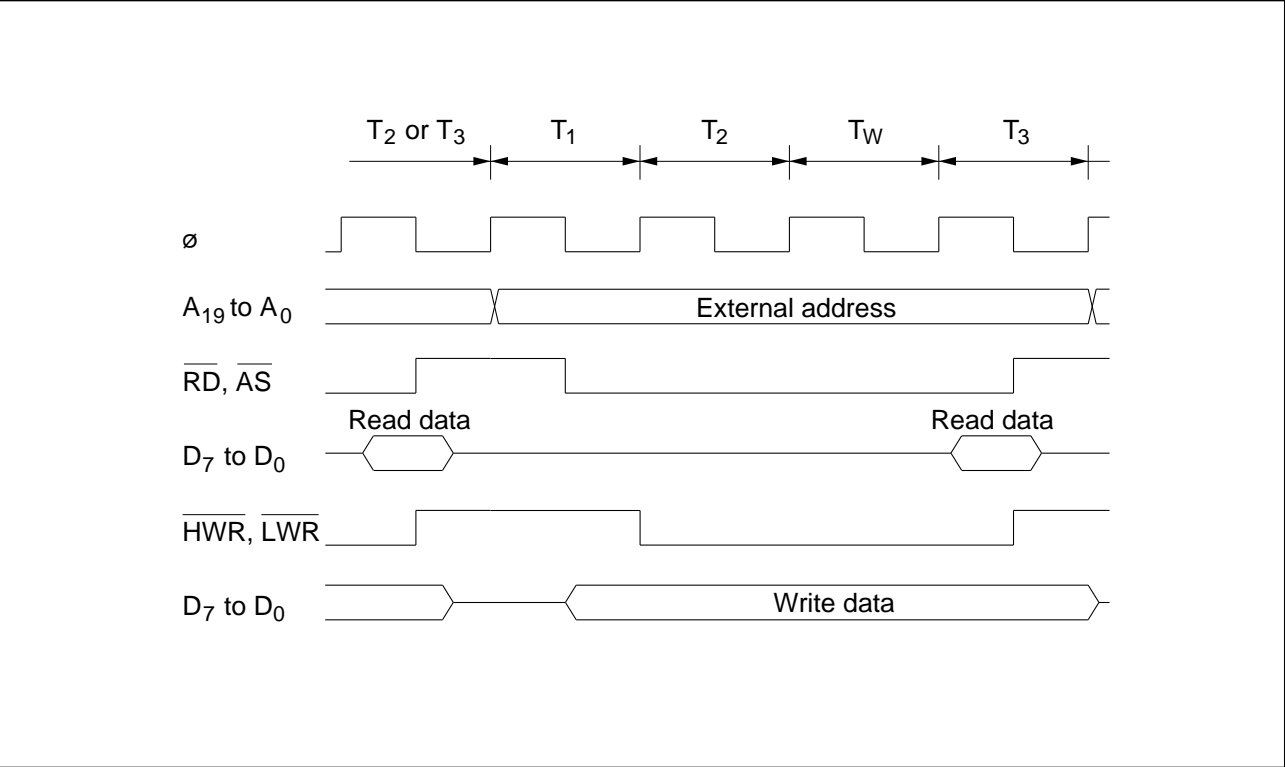 T2 or T3 T1 T2 TW T3
ø
A19 to A0 External address
RD, AS
Read data Read data
D7 to D0
HWR, LWR
D7 to D0 Write data